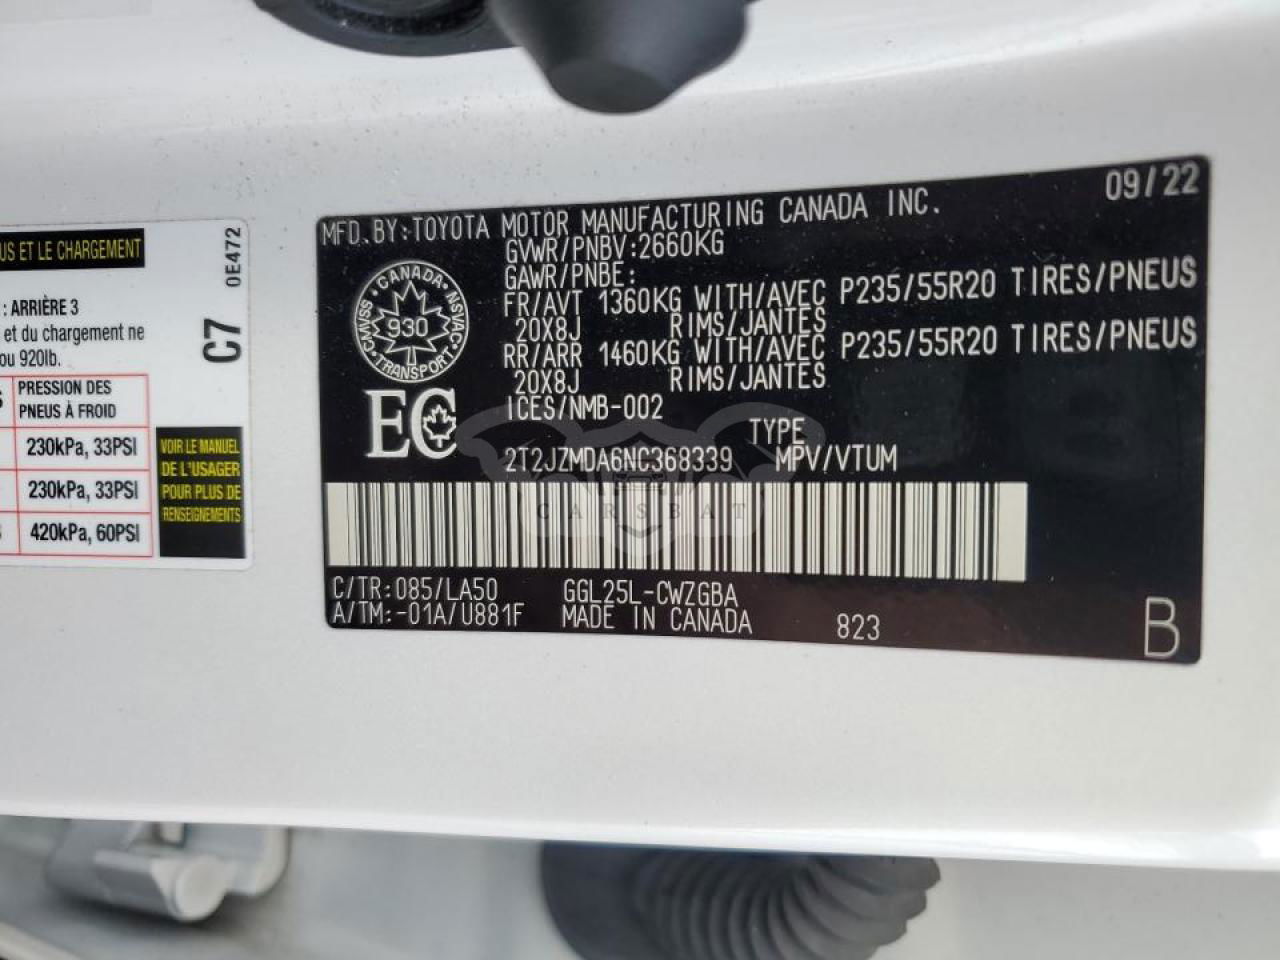 US ET LE CHARGEMENT
: ARRIÈRE 3
et du chargement ne
ou 920lb.
PRESSION DES
PNEUS À FROID
230kPa, 33PSI
230kPa, 33PSI
420kPa, 60PSI
VOIR LE MANUEL
DE L'USAGER
POUR PLUS DE
RENSEIGNEMENTS
C7
0E472
MFD.BY:TOYOTA MOTOR MANUFACTURING CANADA INC. 09/22
GVWR/PNBV:2660KG
GAWR/PNBE:
FR/AVT 1360KG WITH/AVEC P235/55R20 TIRES/PNEUS
20X8J RIMS/JANTES
RR/ARR 1460KG WITH/AVEC P235/55R20 TIRES/PNEUS
20X8J RIMS/JANTES
ICES/NMB-002
CANADA
CMVSS NSVAC
930
TRANSPORT
EC
TYPE
2T2JZMDA6NC368339 MPV/VTUM
CARSBAT
C/TR:085/LA50 GGL25L-CWZGBA
A/TM:-01A/U881F MADE IN CANADA 823
B